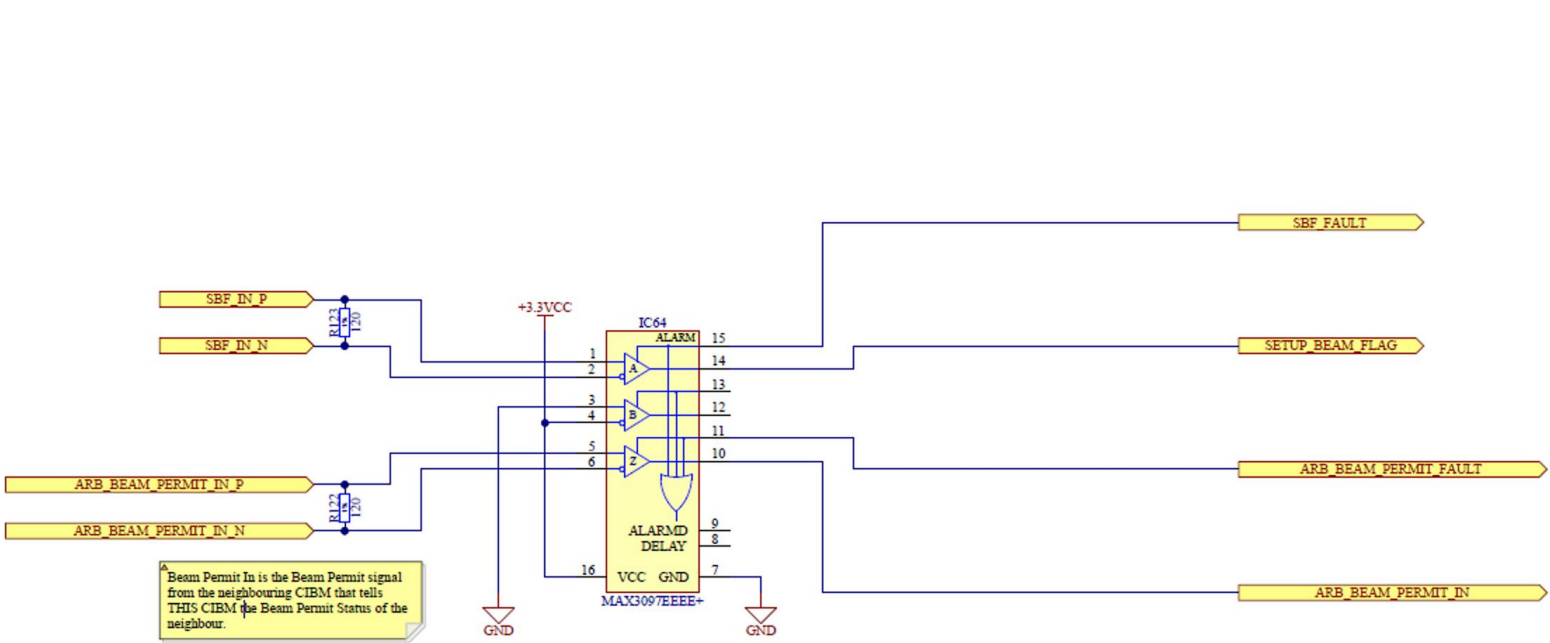 SBF_FAULT
SBF_IN_P
+3.3VCC
R123
1%
120
IC64
ALARM
15
SBF_IN_N
SETUP_BEAM_FLAG
1
A
14
2
13
3
B
12
4
11
5
Z
10
6
ARB_BEAM_PERMIT_FAULT
ARB_BEAM_PERMIT_IN_P
R122
1%
120
ARB_BEAM_PERMIT_IN_N
ALARMD
9
DELAY
8
16
VCC GND
7
MAX3097EEEE+
ARB_BEAM_PERMIT_IN
Beam Permit In is the Beam Permit signal
from the neighbouring CIBM that tells
THIS CIBM the Beam Permit Status of the
neighbour.
GND
GND